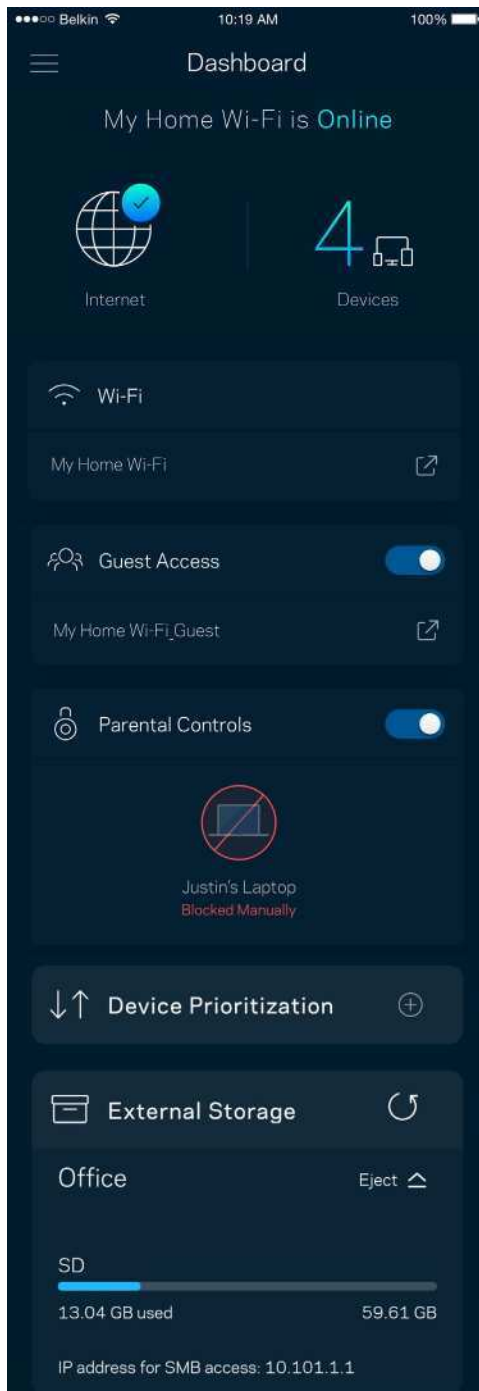 Belkin 10:19 AM 100%
Dashboard
My Home Wi-Fi is Online
4
Internet Devices
Wi-Fi
My Home Wi-Fi
Guest Access
My Home Wi-Fi_Guest
Parental Controls
Justin's Laptop
Blocked Manually
Device Prioritization
External Storage
Office Eject
SD
13.04 GB used 59.61 GB
IP address for SMB access: 10.101.1.1